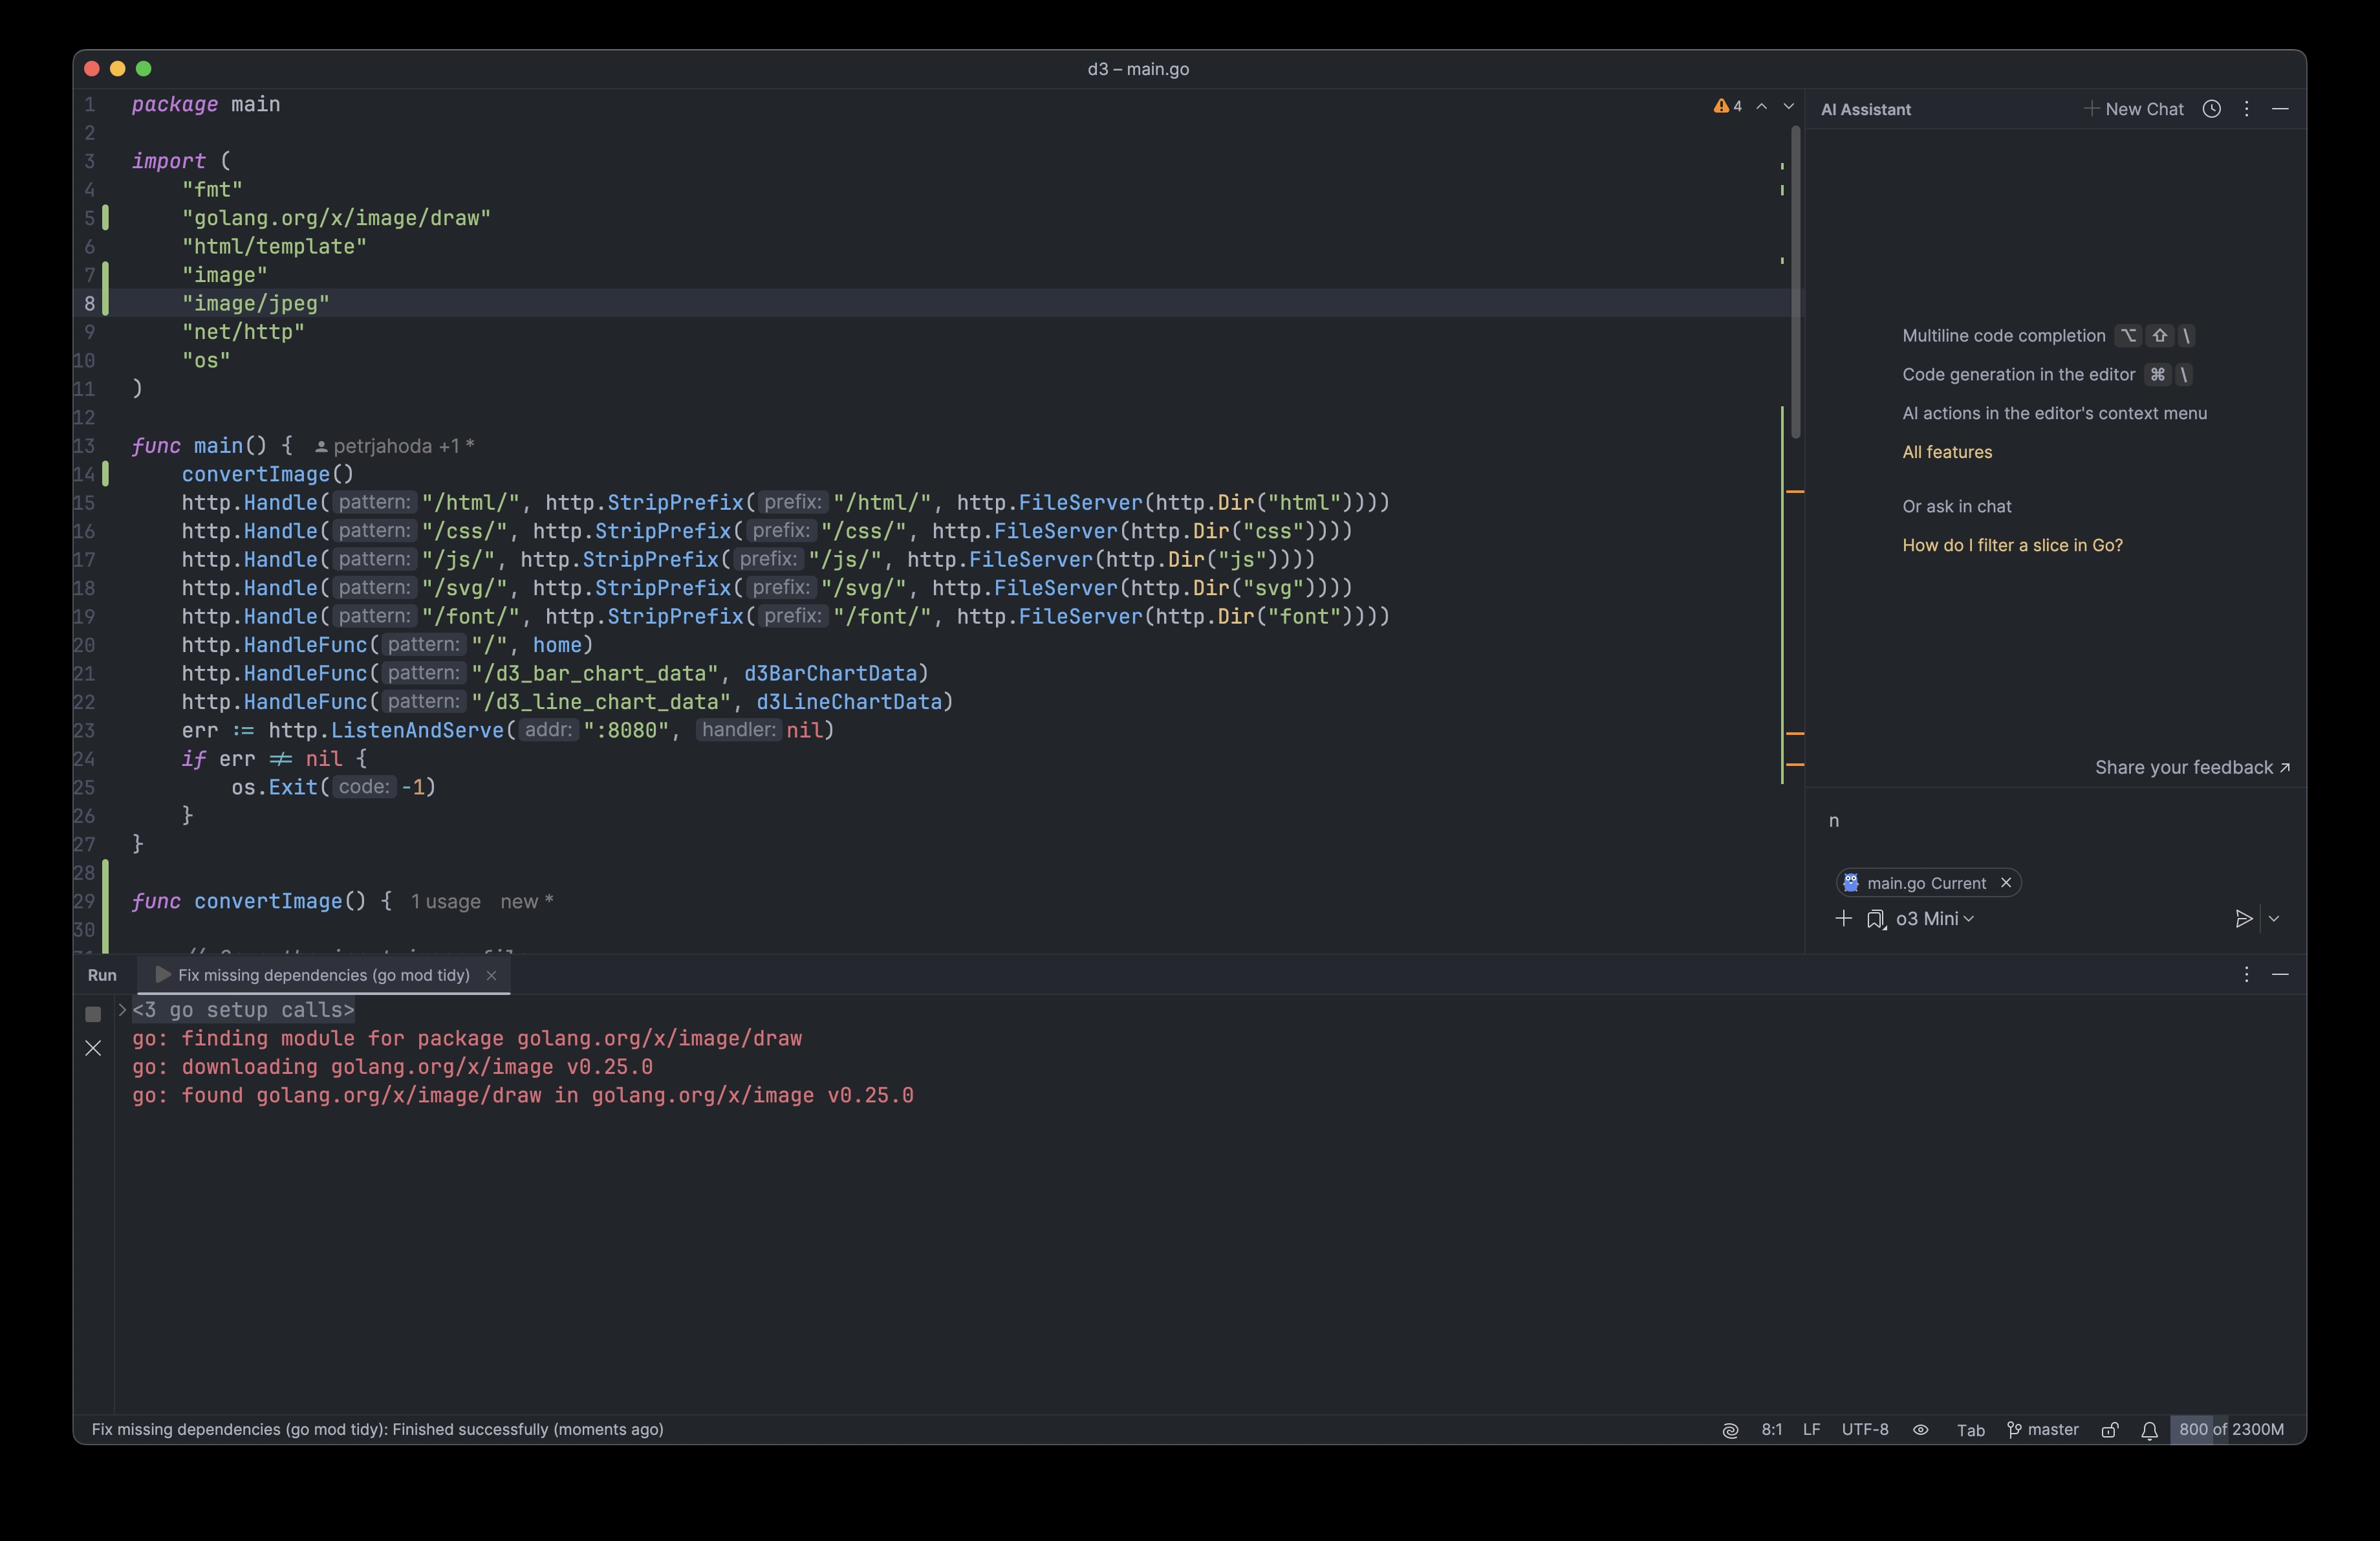 d3 – main.go
1 package main
2
3 import (
4 "fmt"
5 "golang.org/x/image/draw"
6 "html/template"
7 "image"
8 "image/jpeg"
9 "net/http"
10 "os"
11 )
12
13 func main() { petrjahoda +1 *
14 convertImage()
15 http.Handle( pattern: "/html/", http.StripPrefix( prefix: "/html/", http.FileServer(http.Dir("html"))))
16 http.Handle( pattern: "/css/", http.StripPrefix( prefix: "/css/", http.FileServer(http.Dir("css"))))
17 http.Handle( pattern: "/js/", http.StripPrefix( prefix: "/js/", http.FileServer(http.Dir("js"))))
18 http.Handle( pattern: "/svg/", http.StripPrefix( prefix: "/svg/", http.FileServer(http.Dir("svg"))))
19 http.Handle( pattern: "/font/", http.StripPrefix( prefix: "/font/", http.FileServer(http.Dir("font"))))
20 http.HandleFunc( pattern: "/", home)
21 http.HandleFunc( pattern: "/d3_bar_chart_data", d3BarChartData)
22 http.HandleFunc( pattern: "/d3_line_chart_data", d3LineChartData)
23 err := http.ListenAndServe( addr: ":8080", handler: nil)
24 if err ≠ nil {
25 os.Exit( code: -1)
26 }
27 }
28
29 func convertImage() { 1 usage new *
30
4
AI Assistant
New Chat
Multiline code completion ⌥ ⇧ \
Code generation in the editor ⌘ \
AI actions in the editor's context menu
All features
Or ask in chat
How do I filter a slice in Go?
Share your feedback ↗
n
main.go Current ×
o3 Mini
Run
Fix missing dependencies (go mod tidy) ×
<3 go setup calls>
go: finding module for package golang.org/x/image/draw
go: downloading golang.org/x/image v0.25.0
go: found golang.org/x/image/draw in golang.org/x/image v0.25.0
Fix missing dependencies (go mod tidy): Finished successfully (moments ago)
8:1 LF UTF-8 Tab master 800 of 2300M